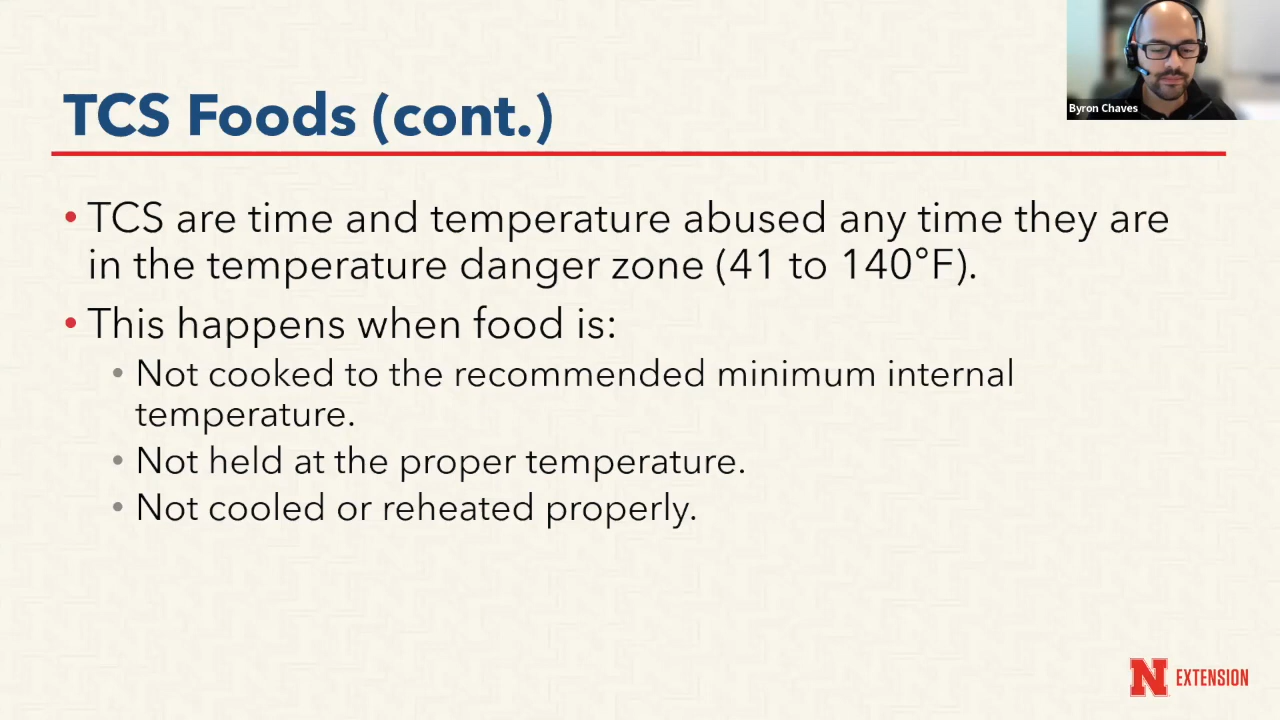 Byron Chaves
TCS Foods (cont.)
• TCS are time and temperature abused any time they are
in the temperature danger zone (41 to 140°F).
• This happens when food is:
• Not cooked to the recommended minimum internal
temperature.
• Not held at the proper temperature.
• Not cooled or reheated properly.
N EXTENSION